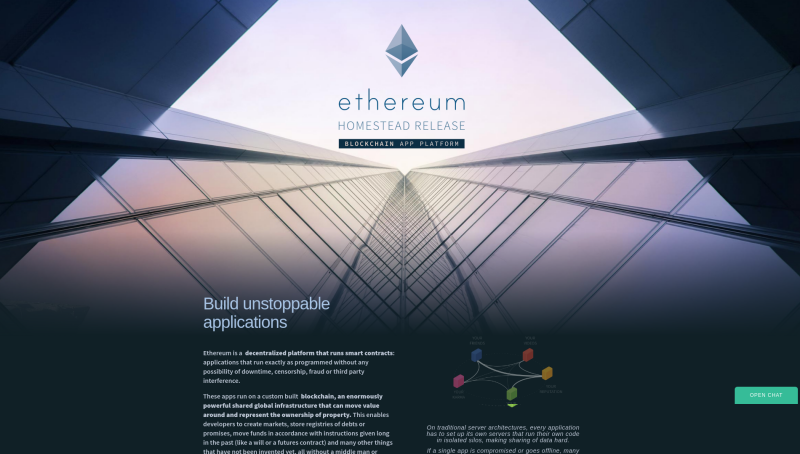 ethereum
HOMESTEAD RELEASE
BLOCKCHAIN APP PLATFORM
Build unstoppable
applications
Ethereum is a decentralized platform that runs smart contracts:
applications that run exactly as programmed without any
possibility of downtime, censorship, fraud or third party
interference.
These apps run on a custom built blockchain, an enormously
powerful shared global infrastructure that can move value
around and represent the ownership of property. This enables
developers to create markets, store registries of debts or
promises, move funds in accordance with instructions given long
in the past (like a will or a futures contract) and many other things
that have not been invented yet, all without a middle man or
On traditional server architectures, every application
has to set up its own servers that run their own code
in isolated silos, making sharing of data hard.
If a single app is compromised or goes offline, many
OPEN CHAT